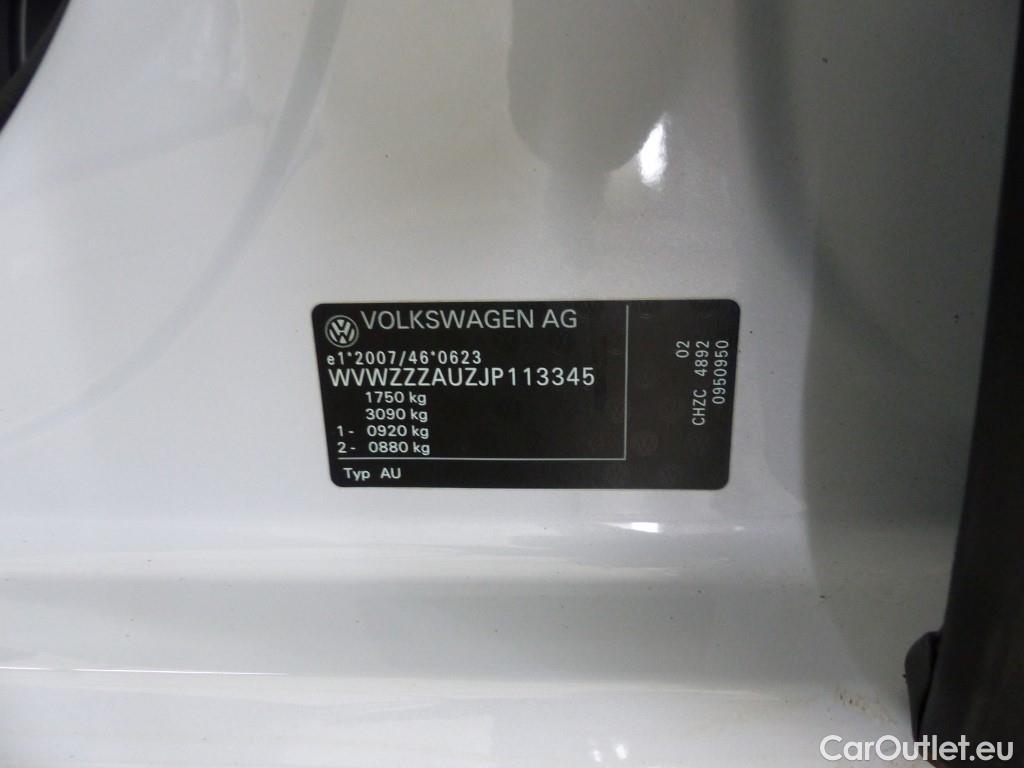 VOLKSWAGEN AG
e1*2007/46*0623
WVWZZZAUZJP113345
1750 kg
3090 kg
1 - 0920 kg
2 - 0880 kg
Typ AU
02
CHZC 4892
0950950
CarOutlet.eu